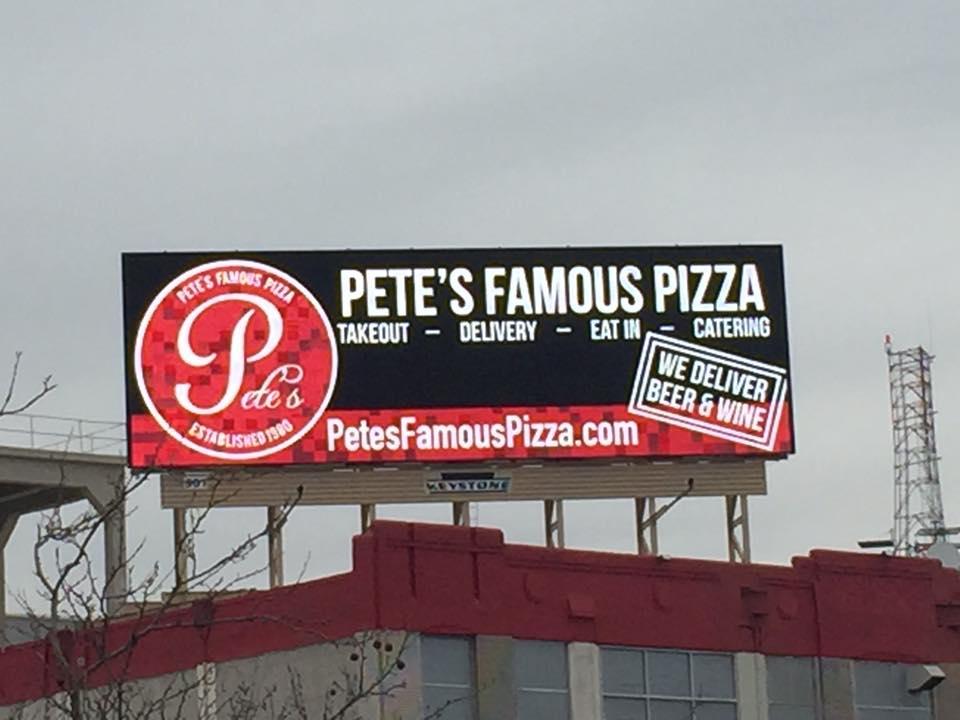 PETE'S FAMOUS PIZZA
Pete's
ESTABLISHED 1980
PETE'S FAMOUS PIZZA
TAKEOUT – DELIVERY – EAT IN – CATERING
WE DELIVER
BEER & WINE
PetesFamousPizza.com
KEYSTONE